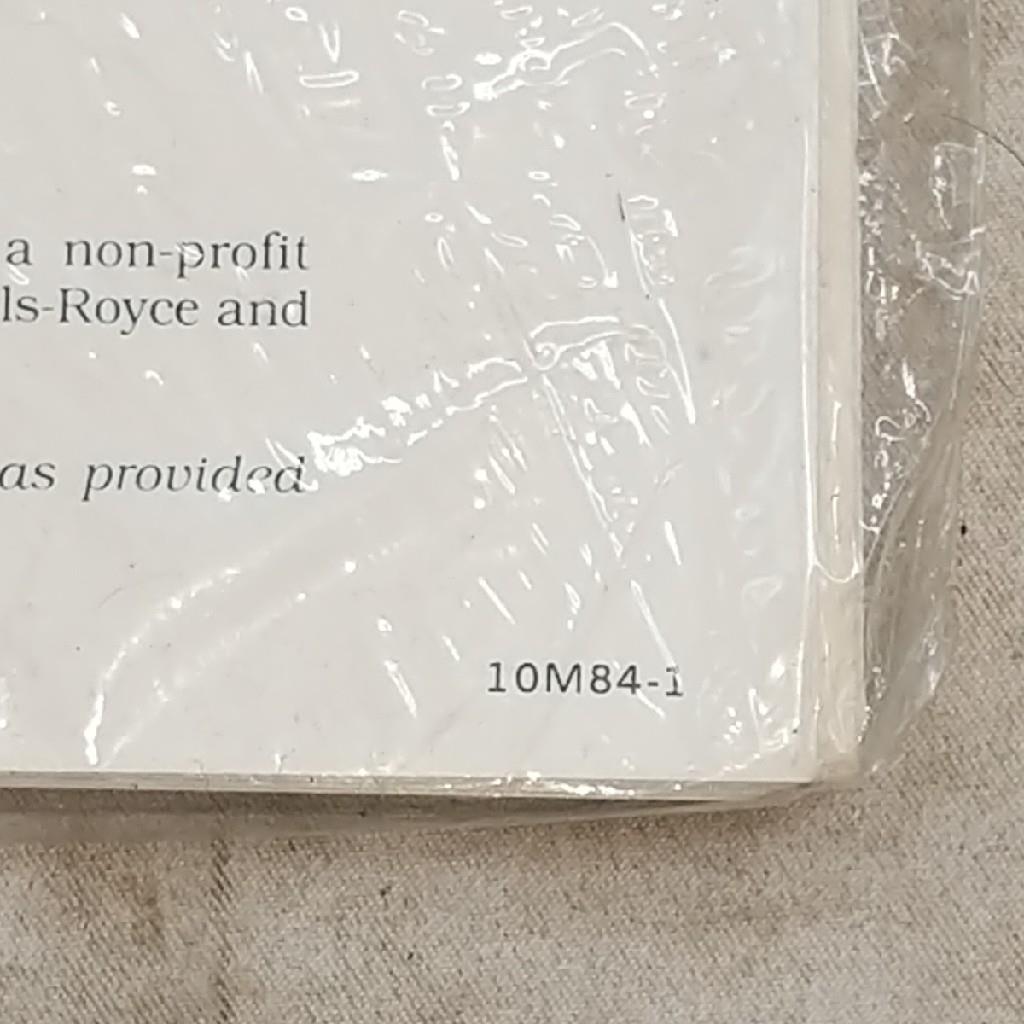 a non-profit
ls-Royce and
as provided
10M84-1